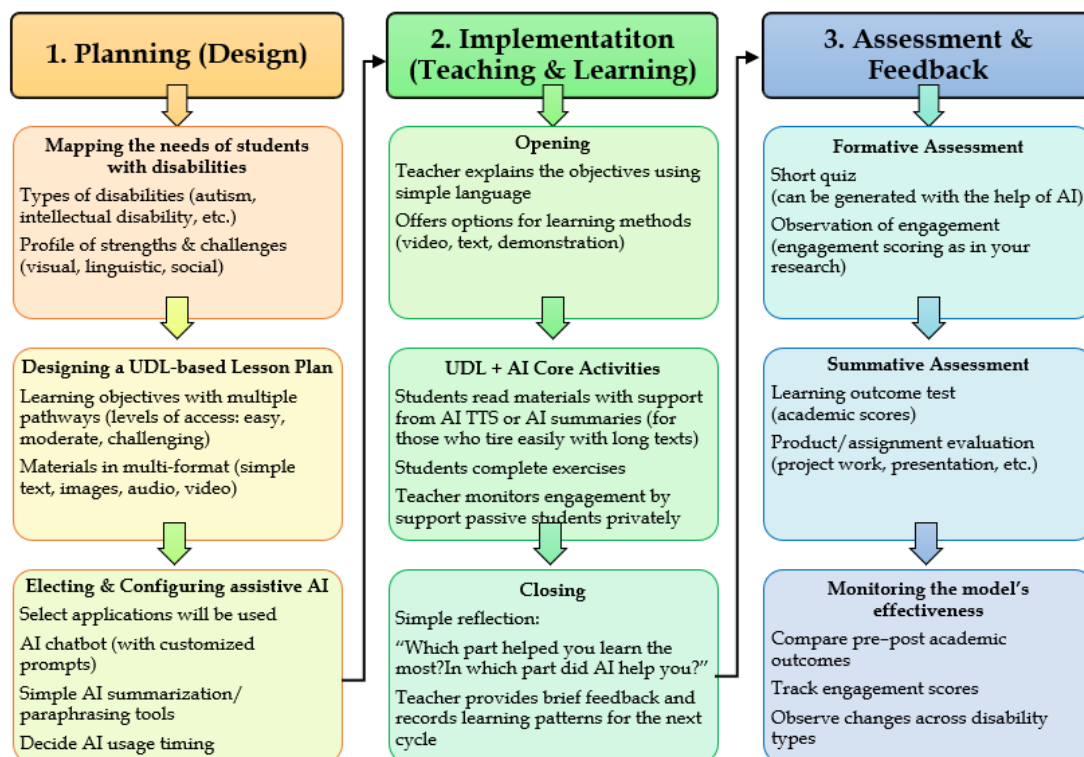 1. Planning (Design)
Mapping the needs of students
with disabilities
Types of disabilities (autism,
intellectual disability, etc.)
Profile of strengths & challenges
(visual, linguistic, social)
Designing a UDL-based Lesson Plan
Learning objectives with multiple
pathways (levels of access: easy,
moderate, challenging)
Materials in multi-format (simple
text, images, audio, video)
Electing & Configuring assistive AI
Select applications will be used
AI chatbot (with customized
prompts)
Simple AI summarization/
paraphrasing tools
Decide AI usage timing
2. Implementatiton
(Teaching & Learning)
Opening
Teacher explains the objectives using
simple language
Offers options for learning methods
(video, text, demonstration)
UDL + AI Core Activities
Students read materials with support
from AI TTS or AI summaries (for
those who tire easily with long texts)
Students complete exercises
Teacher monitors engagement by
support passive students privately
Closing
Simple reflection:
“Which part helped you learn the
most?In which part did AI help you?”
Teacher provides brief feedback and
records learning patterns for the next
cycle
3. Assessment &
Feedback
Formative Assessment
Short quiz
(can be generated with the help of AI)
Observation of engagement
(engagement scoring as in your
research)
Summative Assessment
Learning outcome test
(academic scores)
Product/assignment evaluation
(project work, presentation, etc.)
Monitoring the model’s
effectiveness
Compare pre–post academic
outcomes
Track engagement scores
Observe changes across disability
types